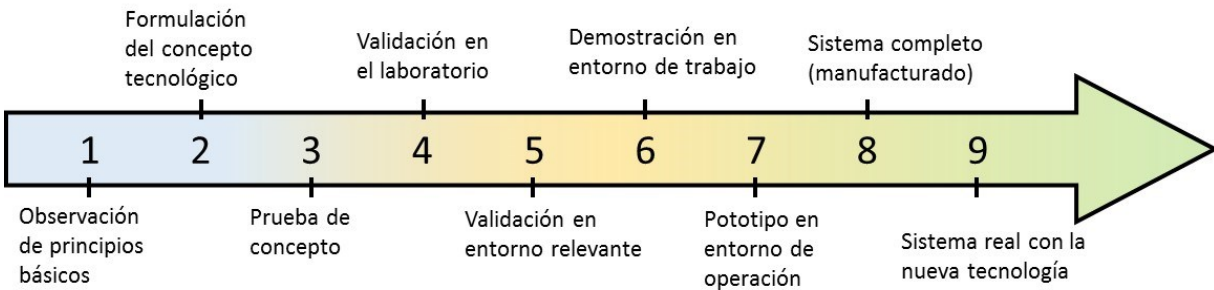 Formulación
del concepto
tecnológico
Validación en
el laboratorio
Demostración en
entorno de trabajo
Sistema completo
(manufacturado)
1 2 3 4 5 6 7 8 9
Observación
de principios
básicos
Prueba de
concepto
Validación en
entorno relevante
Pototipo en
entorno de
operación
Sistema real con la
nueva tecnología